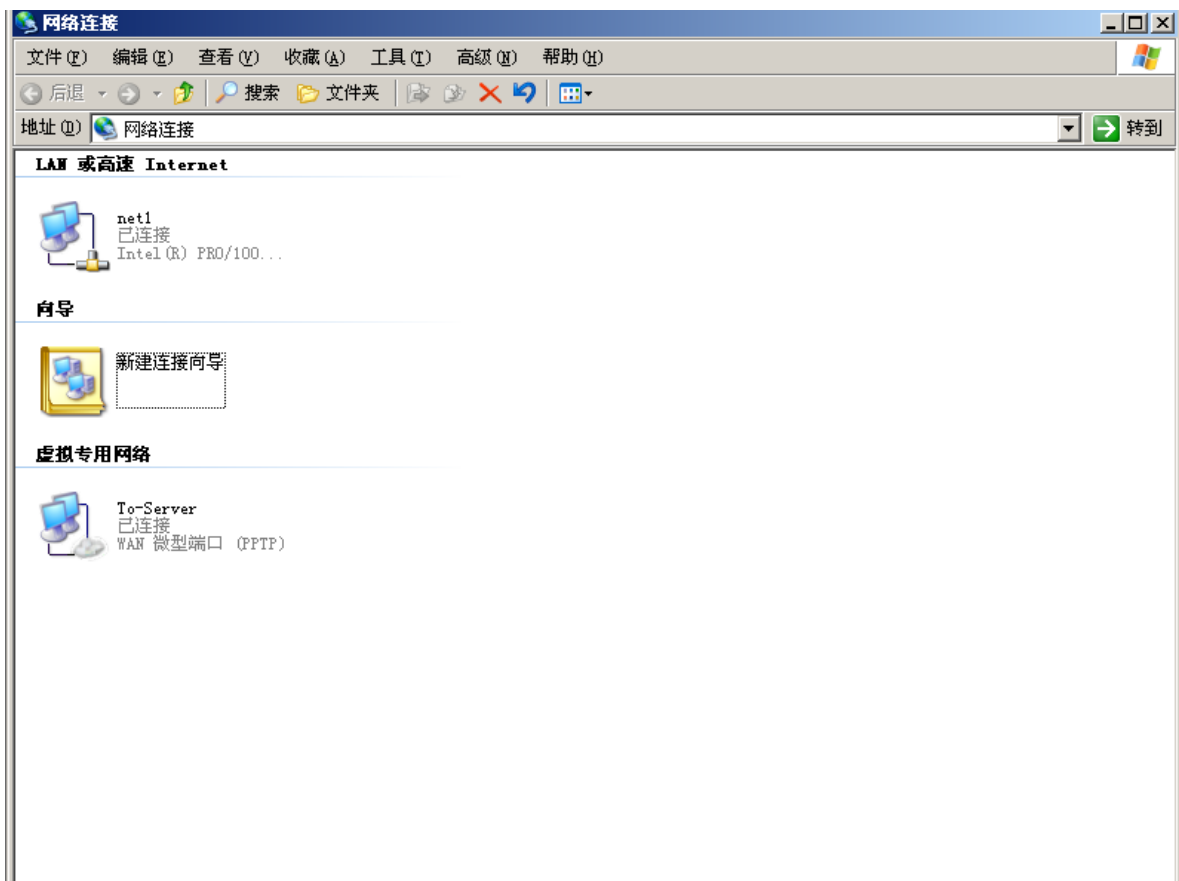 网络连接
文件(F) 编辑(E) 查看(V) 收藏(A) 工具(T) 高级(N) 帮助(H)
后退 搜索 文件夹
地址(D) 网络连接 转到
LAN 或高速 Internet
net1
已连接
Intel(R) PRO/100...
向导
新建连接向导
虚拟专用网络
To-Server
已连接
WAN 微型端口 (PPTP)